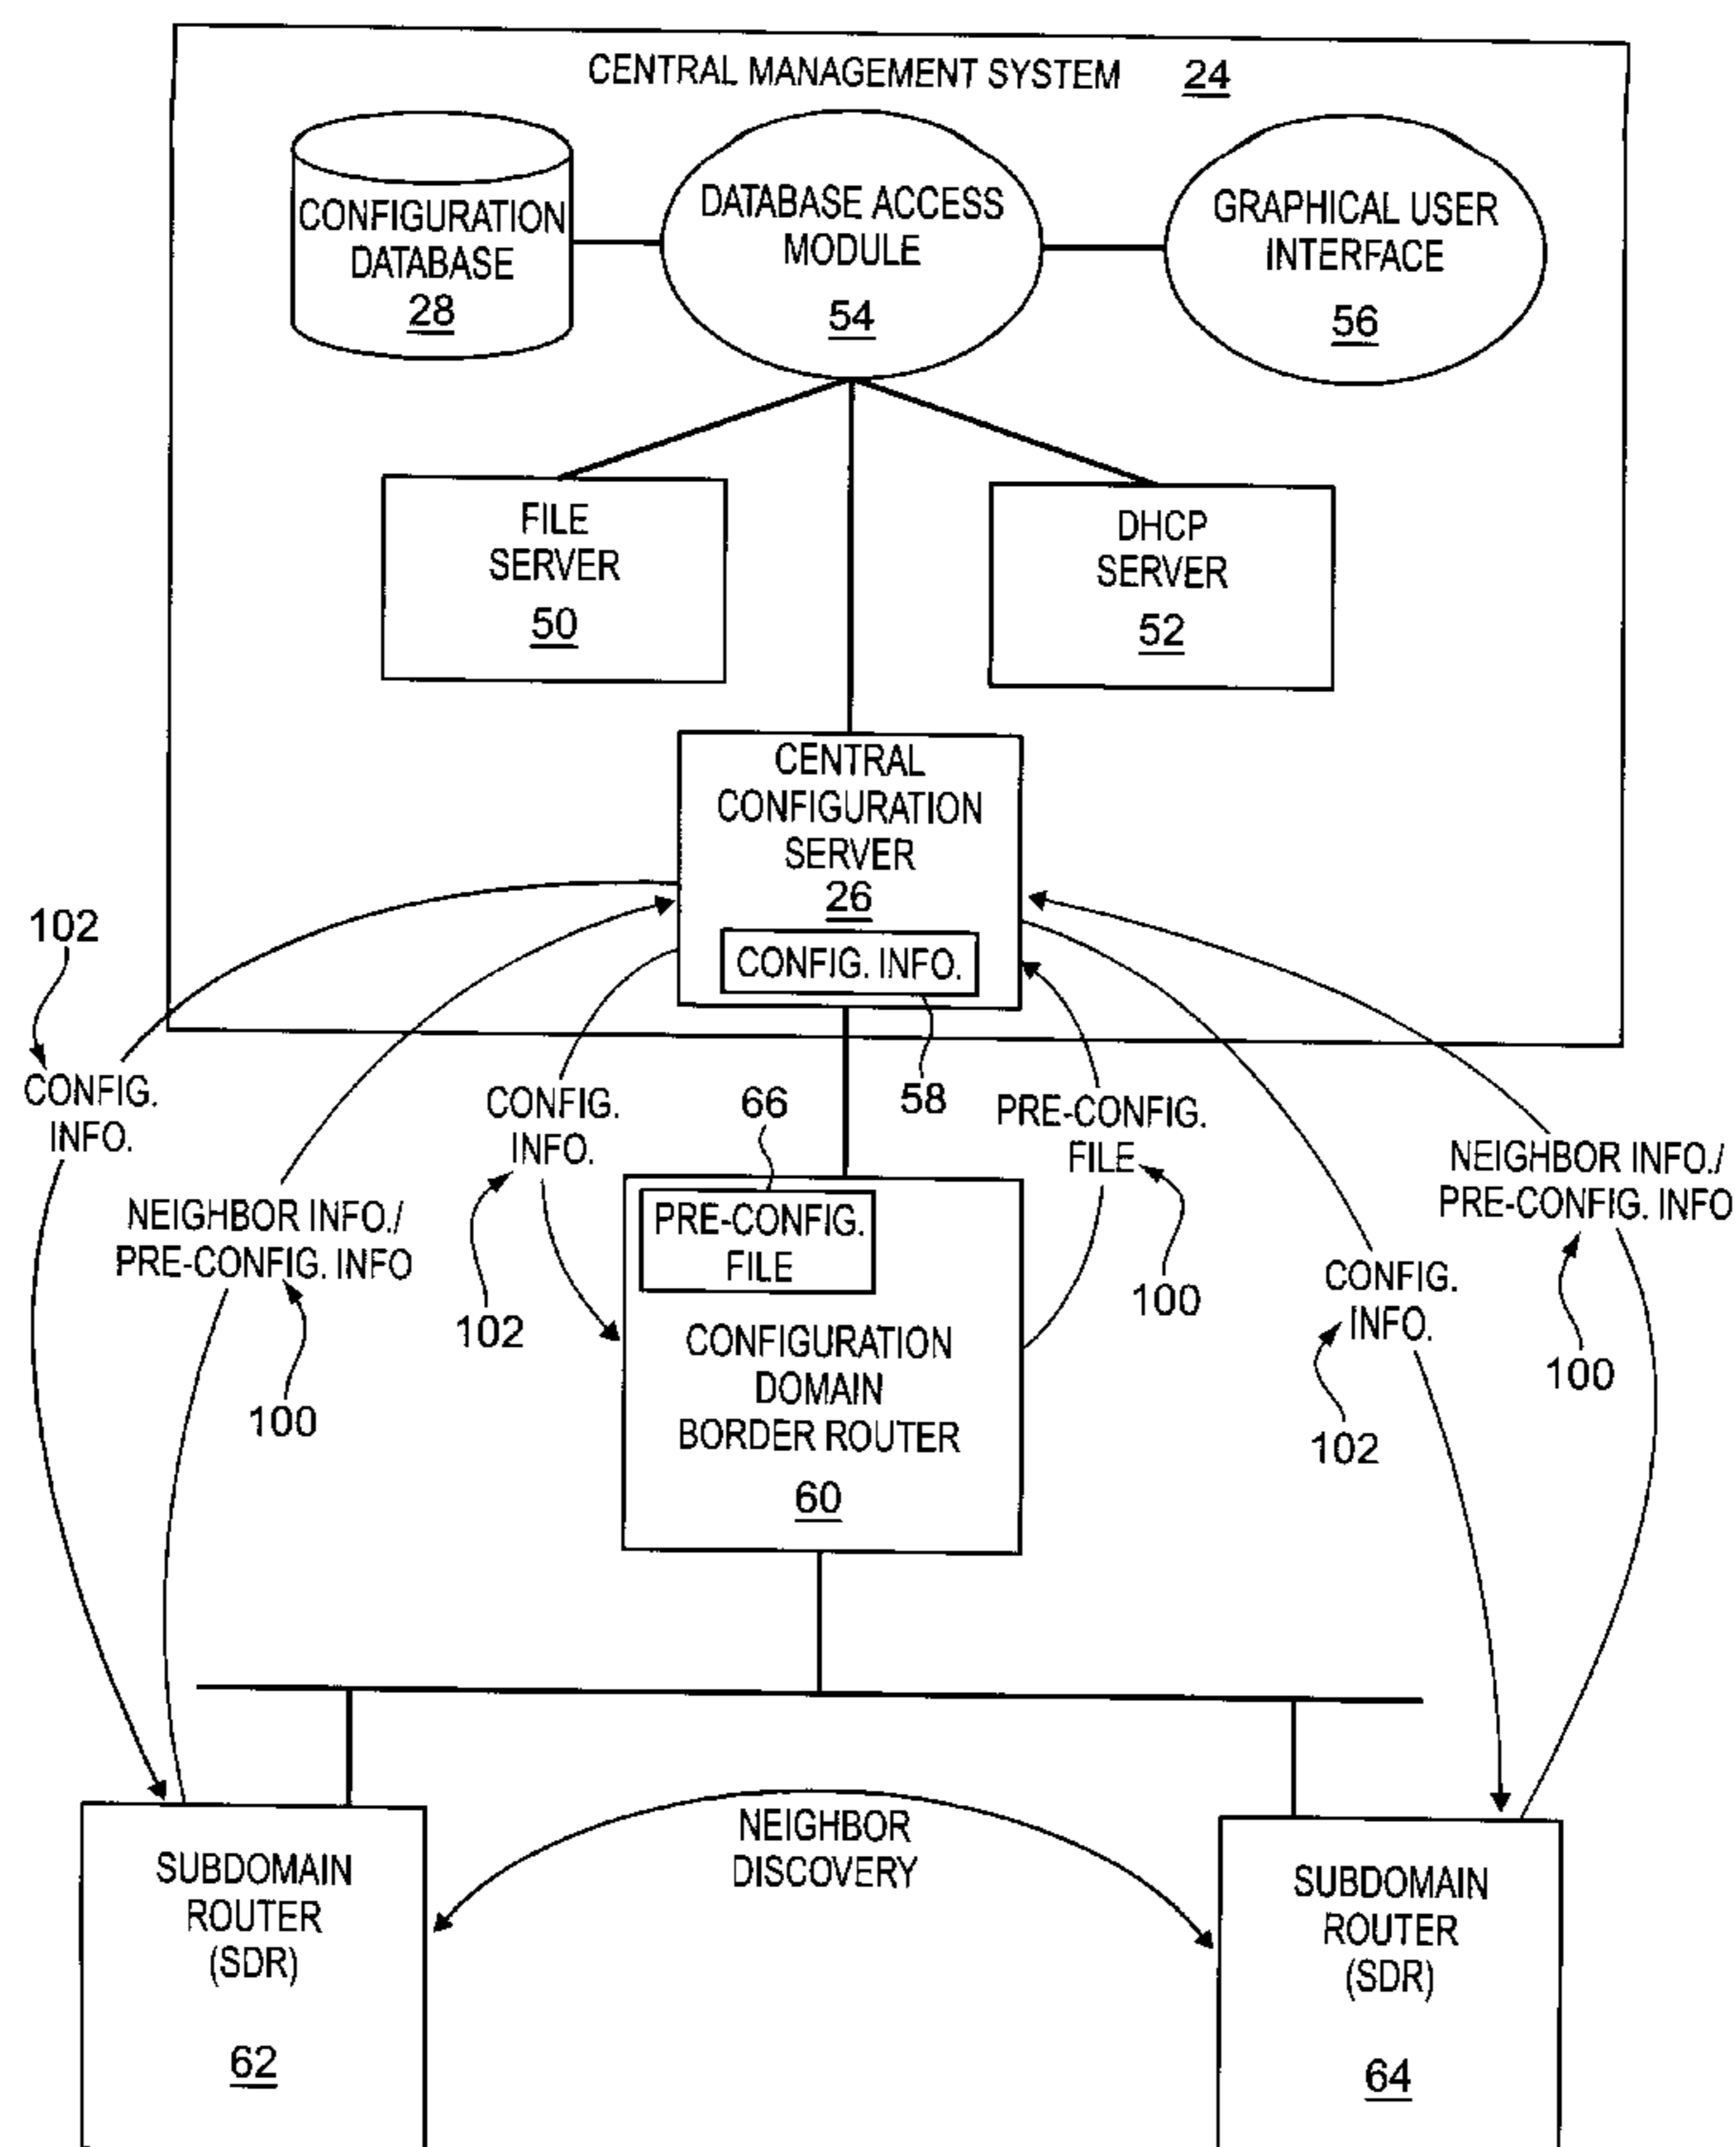 CENTRAL MANAGEMENT SYSTEM 24
CONFIGURATION
DATABASE
28
DATABASE ACCESS
MODULE
54
GRAPHICAL USER
INTERFACE
56
FILE
SERVER
50
DHCP
SERVER
52
CENTRAL
CONFIGURATION
SERVER
26
CONFIG. INFO.
58
102
CONFIG.
INFO.
NEIGHBOR INFO./
PRE-CONFIG. INFO
100
CONFIG.
INFO.
102
66
PRE-CONFIG.
FILE
CONFIGURATION
DOMAIN
BORDER ROUTER
60
PRE-CONFIG.
FILE
100
CONFIG.
INFO.
102
NEIGHBOR INFO./
PRE-CONFIG. INFO
100
NEIGHBOR
DISCOVERY
SUBDOMAIN
ROUTER
(SDR)
62
SUBDOMAIN
ROUTER
(SDR)
64